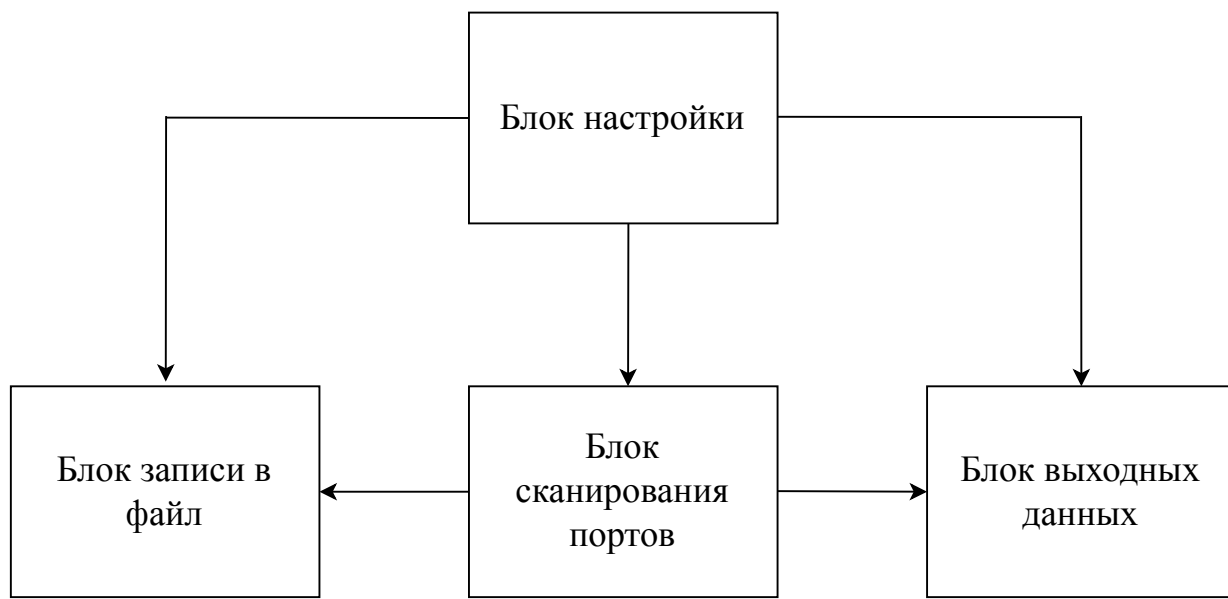 Блок настройки
Блок записи в
файл
Блок
сканирования
портов
Блок выходных
данных